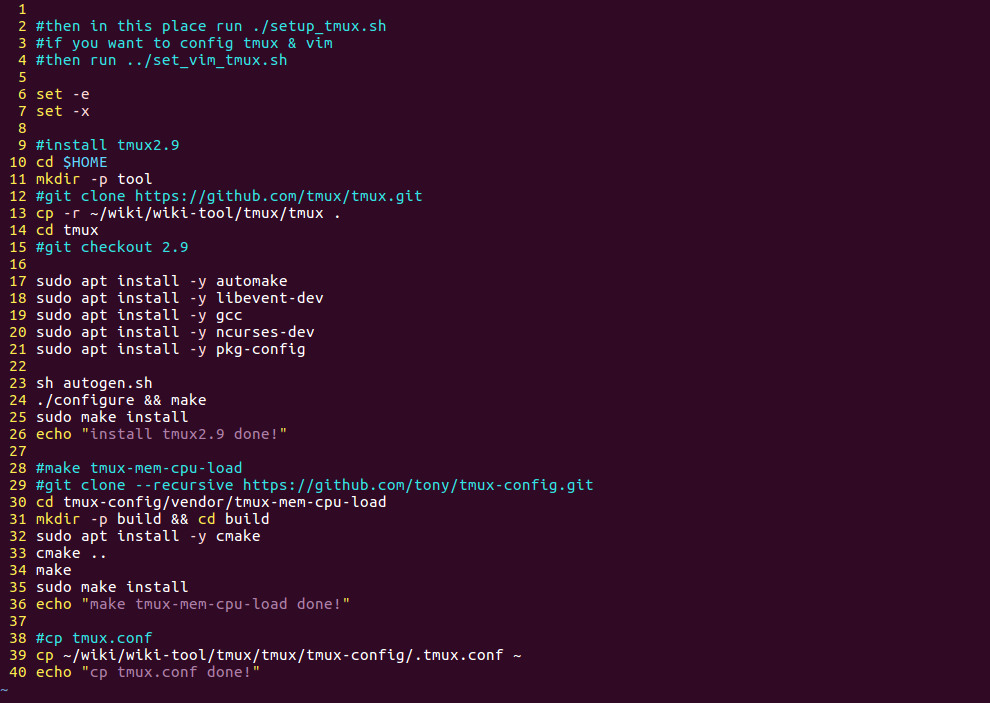 1
2 #then in this place run ./setup_tmux.sh
3 #if you want to config tmux & vim
4 #then run ../set_vim_tmux.sh
5
6 set -e
7 set -x
8
9 #install tmux2.9
10 cd $HOME
11 mkdir -p tool
12 #git clone https://github.com/tmux/tmux.git
13 cp -r ~/wiki/wiki-tool/tmux/tmux .
14 cd tmux
15 #git checkout 2.9
16
17 sudo apt install -y automake
18 sudo apt install -y libevent-dev
19 sudo apt install -y gcc
20 sudo apt install -y ncurses-dev
21 sudo apt install -y pkg-config
22
23 sh autogen.sh
24 ./configure && make
25 sudo make install
26 echo "install tmux2.9 done!"
27
28 #make tmux-mem-cpu-load
29 #git clone --recursive https://github.com/tony/tmux-config.git
30 cd tmux-config/vendor/tmux-mem-cpu-load
31 mkdir -p build && cd build
32 sudo apt install -y cmake
33 cmake ..
34 make
35 sudo make install
36 echo "make tmux-mem-cpu-load done!"
37
38 #cp tmux.conf
39 cp ~/wiki/wiki-tool/tmux/tmux/tmux-config/.tmux.conf ~
40 echo "cp tmux.conf done!"
~